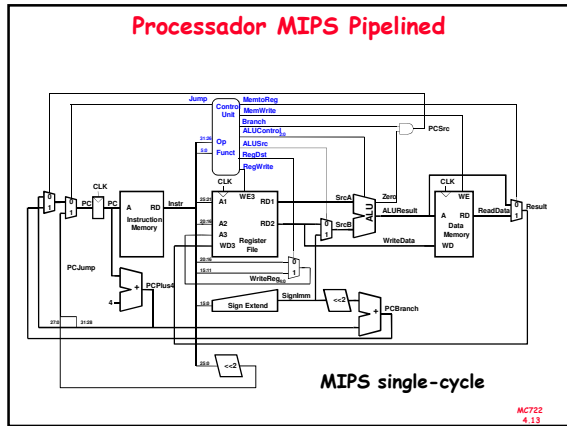 Processador MIPS Pipelined
Jump
Control
Unit
MemtoReg
MemWrite
Branch
ALUControl2:0
PCSrc
31:26
Op
ALUSrc
5:0
Funct
RegDst
RegWrite
CLK
CLK
CLK
0
1
0
1
PC'
PC
A
RD
Instruction
Memory
Instr
25:21
A1
WE3
RD1
SrcA
Zero
WE
0
1
Result
20:16
A2
RD2
0
1
SrcB
ALU
ALUResult
A
RD
ReadData
A3
Data
Memory
WD3
Register
File
WriteData
WD
20:16
0
1
PCJump
15:11
WriteReg4:0
+
PCPlus4
4
SignImm
15:0
Sign Extend
<<2
+
PCBranch
27:0
31:28
25:0
<<2
MIPS single-cycle
MC722
4.13